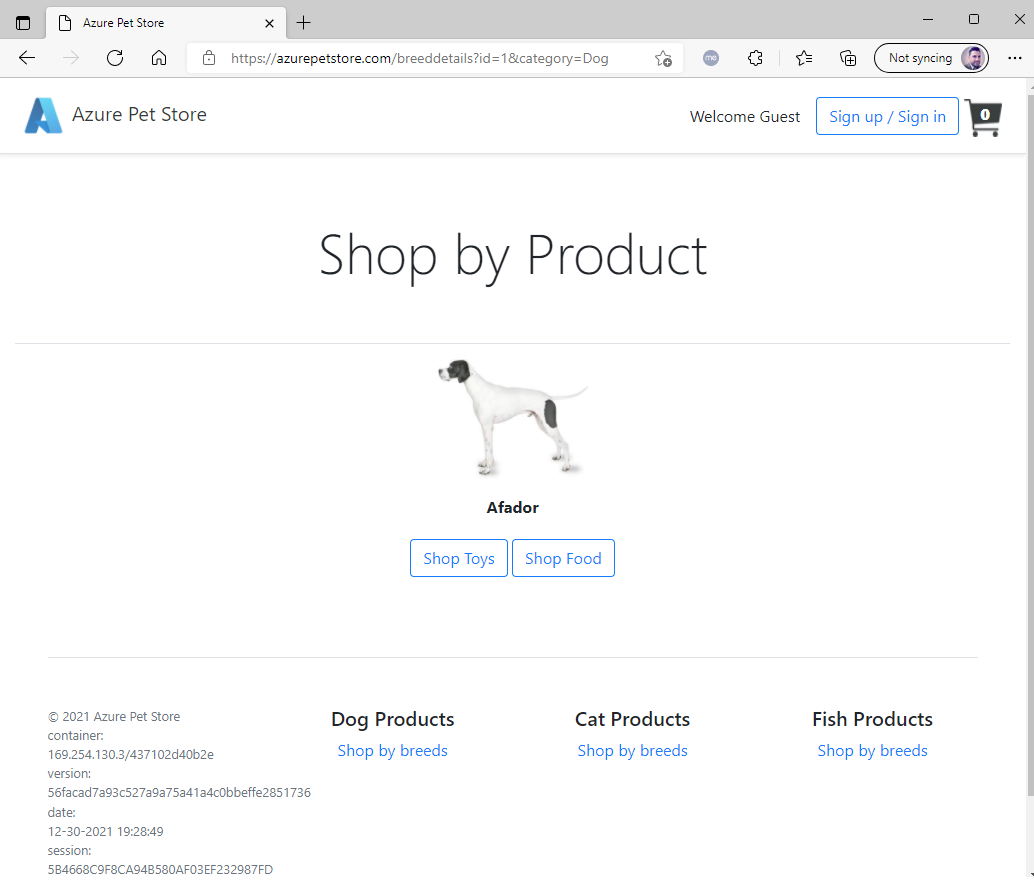 Azure Pet Store
https://azurepetstore.com/breeddetails?id=1&category=Dog
me
Not syncing
Azure Pet Store
Welcome Guest
Sign up / Sign in
0
Shop by Product
Afador
Shop Toys
Shop Food
© 2021 Azure Pet Store
container:
169.254.130.3/437102d40b2e
version:
56facad7a93c527a9a75a41a4c0bbeffe2851736
date:
12-30-2021 19:28:49
session:
5B4668C9F8CA94B580AF03EF232987FD
Dog Products
Shop by breeds
Cat Products
Shop by breeds
Fish Products
Shop by breeds